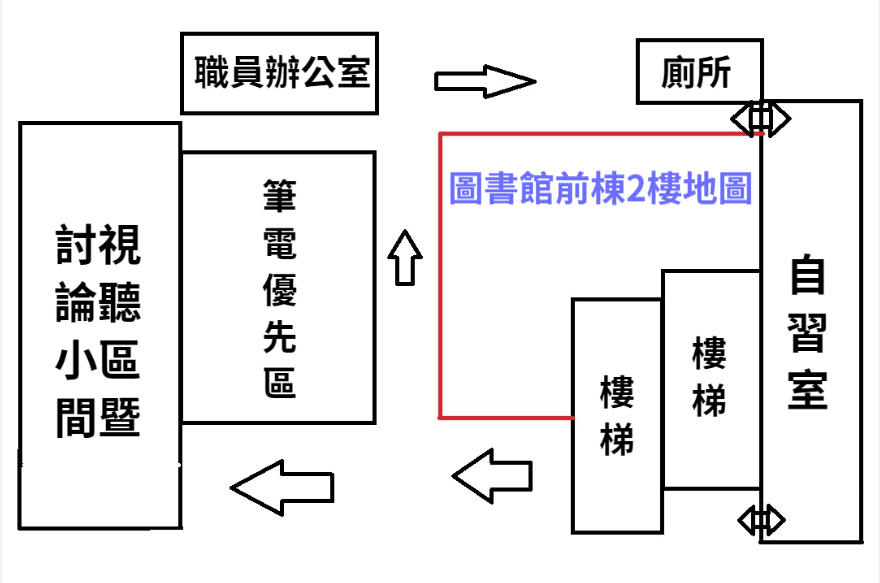 職員辦公室
廁所
圖書館前棟2樓地圖
視聽區暨
討論小間
筆電優先區
樓梯
樓梯
自習室